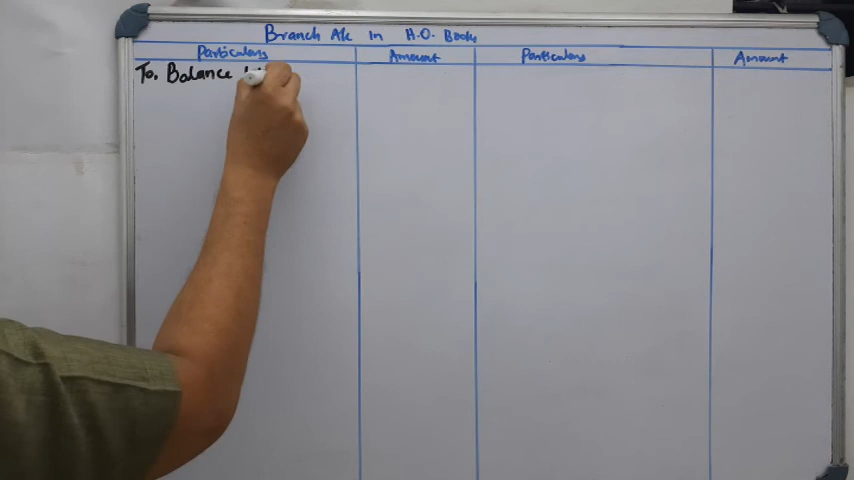 Branch A/c in H.O. Books
Particulars Amount Particulars Amount
To, Balance